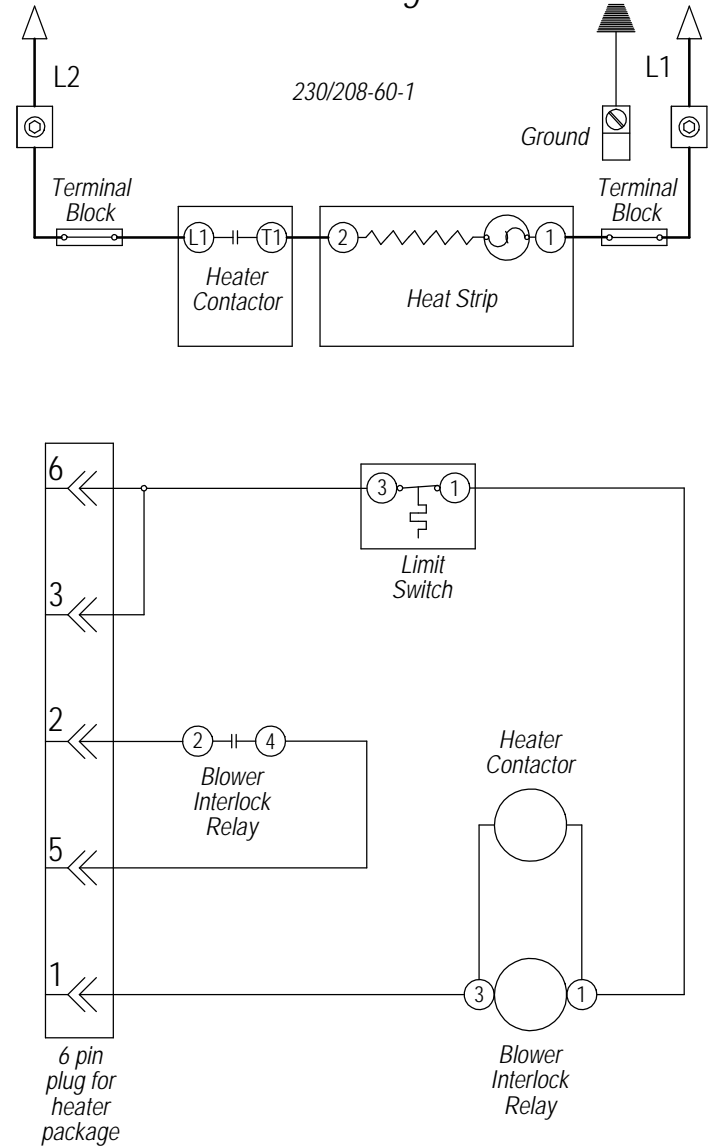 L2
L1
230/208-60-1
Ground
Terminal
Block
Terminal
Block
L1
T1
2
1
Heater
Contactor
Heat Strip
6
3
1
Limit
Switch
3
2
2
4
Blower
Interlock
Relay
Heater
Contactor
5
1
3
1
Blower
Interlock
Relay
6 pin
plug for
heater
package